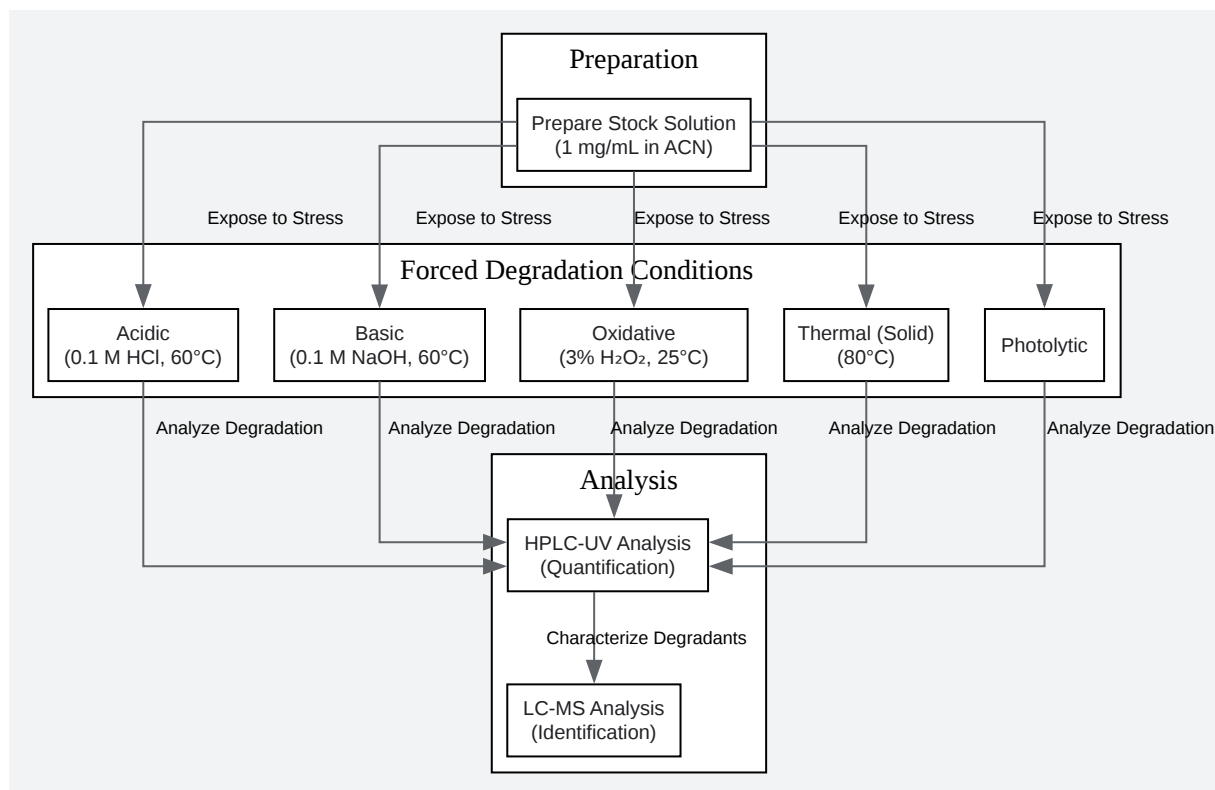 Preparation
Prepare Stock Solution
(1 mg/mL in ACN)
Expose to Stress
Expose to Stress
Expose to Stress
Expose to Stress
Expose to Stress
Forced Degradation Conditions
Acidic
(0.1 M HCl, 60°C)
Basic
(0.1 M NaOH, 60°C)
Oxidative
(3% H₂O₂, 25°C)
Thermal (Solid)
(80°C)
Photolytic
Analyze Degradation
Analyze Degradation
Analyze Degradation
Analyze Degradation
Analyze Degradation
Analysis
HPLC-UV Analysis
(Quantification)
Characterize Degradants
LC-MS Analysis
(Identification)